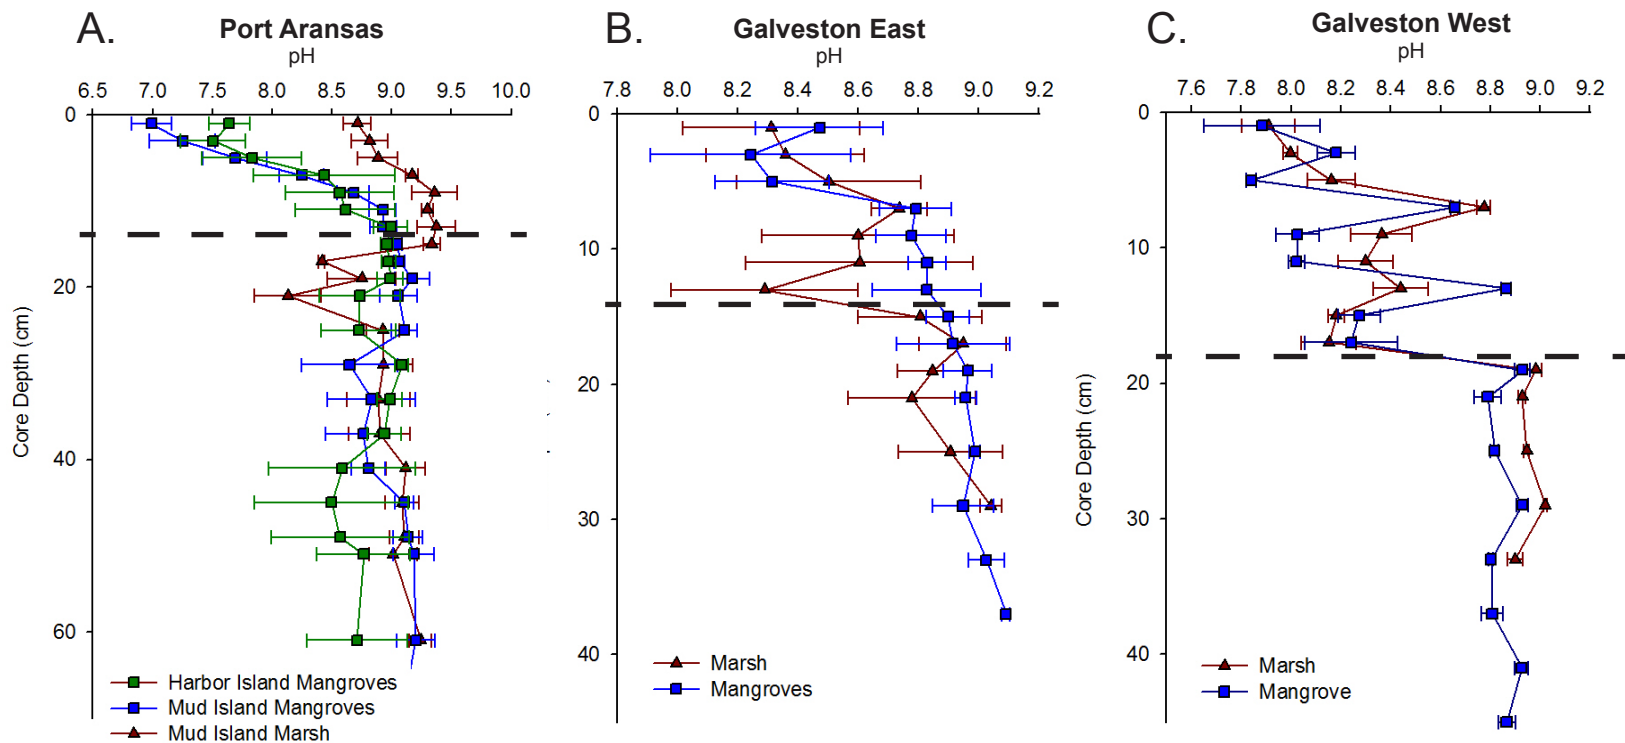 A.
Port Aransas
pH
6.5 7.0 7.5 8.0 8.5 9.0 9.5 10.0
0
20
40
60
Core Depth (cm)
Harbor Island Mangroves
Mud Island Mangroves
Mud Island Marsh
B.
Galveston East
pH
7.8 8.0 8.2 8.4 8.6 8.8 9.0 9.2
0
10
20
30
40
Marsh
Mangroves
C.
Galveston West
pH
7.6 7.8 8.0 8.2 8.4 8.6 8.8 9.0 9.2
0
10
20
30
40
Core Depth (cm)
Marsh
Mangrove